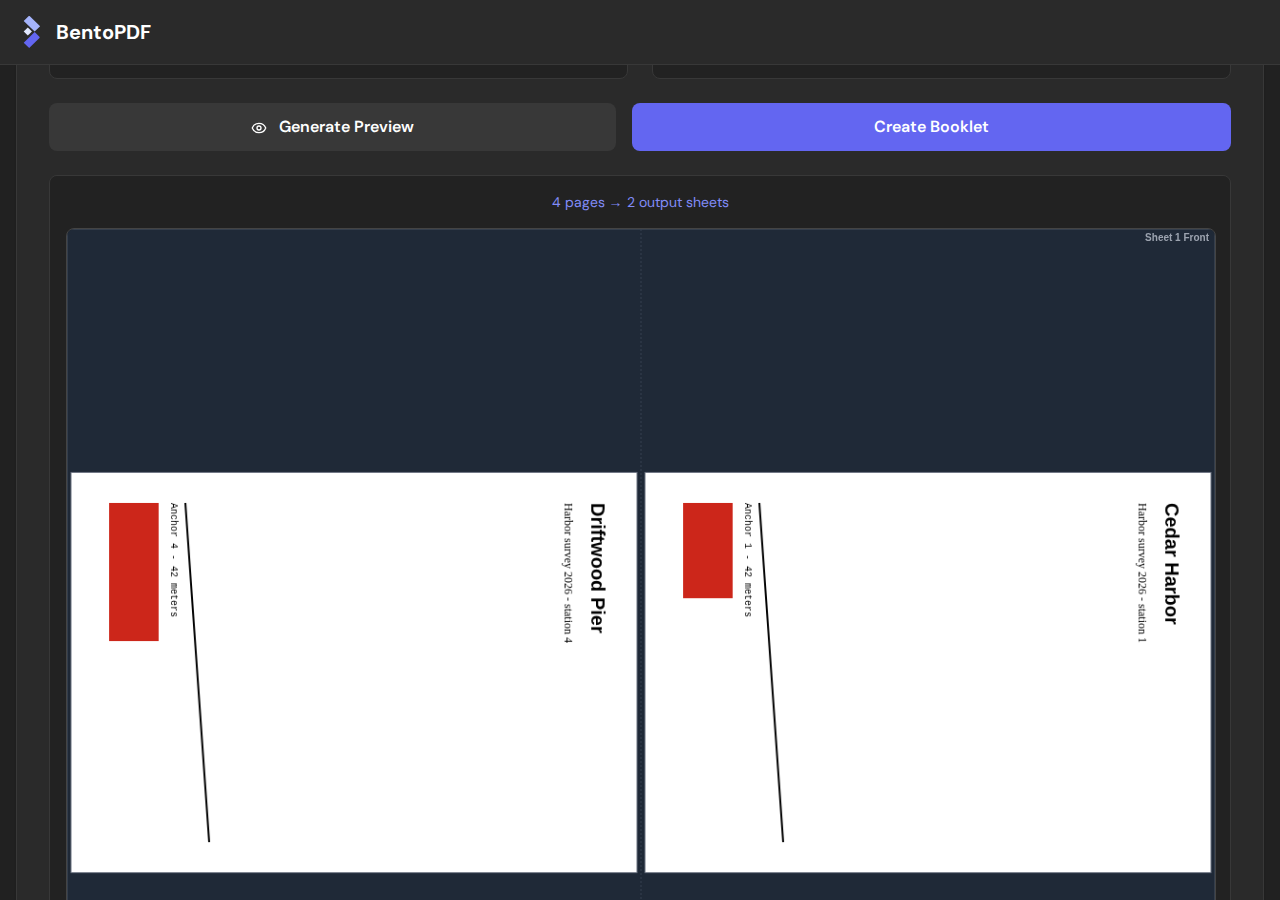 BentoPDF
Generate Preview
Create Booklet
4 pages → 2 output sheets
Sheet 1 Front
Driftwood Pier
Harbor survey 2026 - station 4
Anchor 4 - 42 meters
Cedar Harbor
Harbor survey 2026 - station 1
Anchor 1 - 42 meters